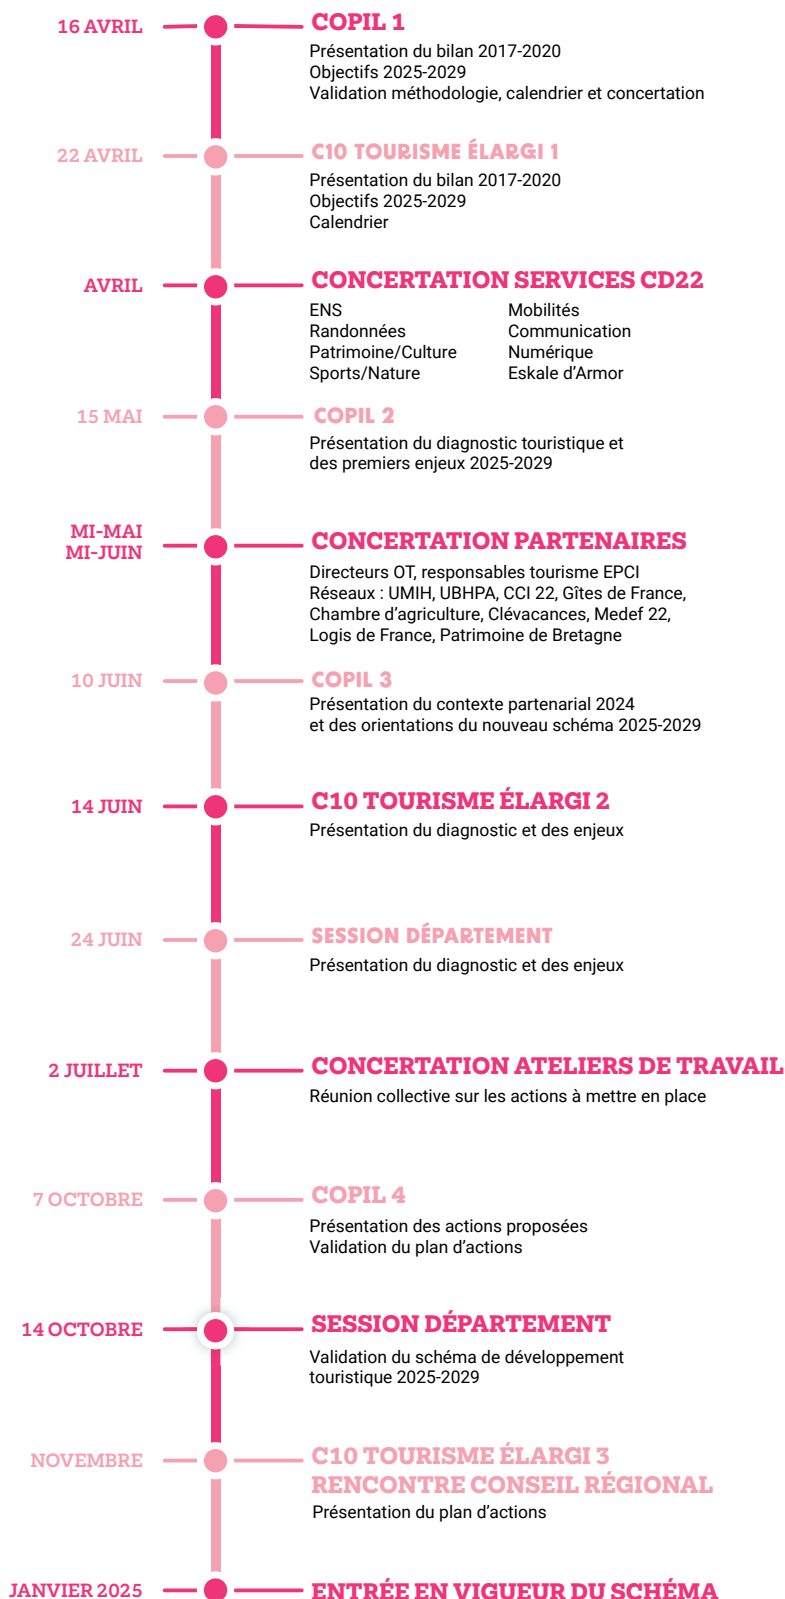 16 AVRIL
COPIL 1
Présentation du bilan 2017-2020
Objectifs 2025-2029
Validation méthodologie, calendrier et concertation
22 AVRIL
C10 TOURISME ÉLARGI 1
Présentation du bilan 2017-2020
Objectifs 2025-2029
Calendrier
AVRIL
CONCERTATION SERVICES CD22
ENS
Randonnées
Patrimoine/Culture
Sports/Nature
Mobilités
Communication
Numérique
Eskale d’Armor
15 MAI
COPIL 2
Présentation du diagnostic touristique et
des premiers enjeux 2025-2029
MI-MAI
MI-JUIN
CONCERTATION PARTENAIRES
Directeurs OT, responsables tourisme EPCI
Réseaux : UMIH, UBHPA, CCI 22, Gîtes de France,
Chambre d’agriculture, Clévacances, Medef 22,
Logis de France, Patrimoine de Bretagne
10 JUIN
COPIL 3
Présentation du contexte partenarial 2024
et des orientations du nouveau schéma 2025-2029
14 JUIN
C10 TOURISME ÉLARGI 2
Présentation du diagnostic et des enjeux
24 JUIN
SESSION DÉPARTEMENT
Présentation du diagnostic et des enjeux
2 JUILLET
CONCERTATION ATELIERS DE TRAVAIL
Réunion collective sur les actions à mettre en place
7 OCTOBRE
COPIL 4
Présentation des actions proposées
Validation du plan d’actions
14 OCTOBRE
SESSION DÉPARTEMENT
Validation du schéma de développement
touristique 2025-2029
NOVEMBRE
C10 TOURISME ÉLARGI 3
RENCONTRE CONSEIL RÉGIONAL
Présentation du plan d’actions
JANVIER 2025
ENTRÉE EN VIGUEUR DU SCHÉMA